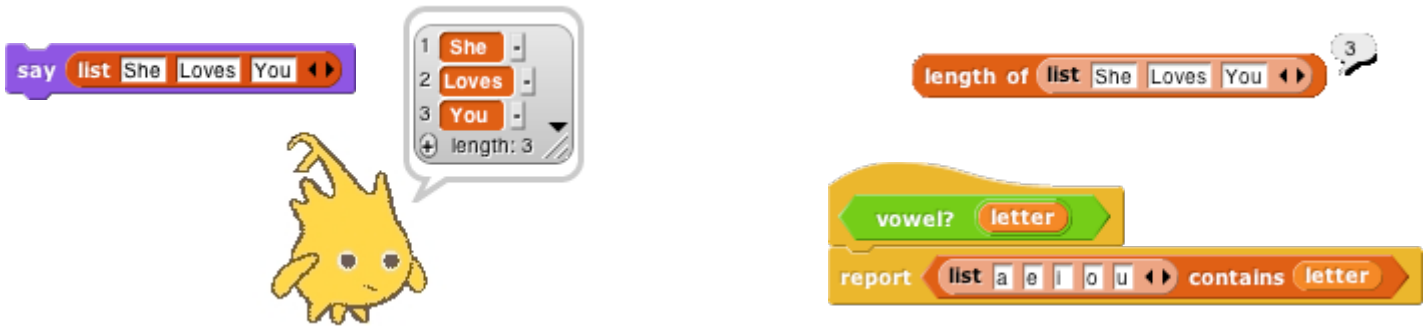 say list She Loves You
1 She -
2 Loves -
3 You -
+ length: 3
length of list She Loves You
3
vowel? letter
report list a e i o u contains letter